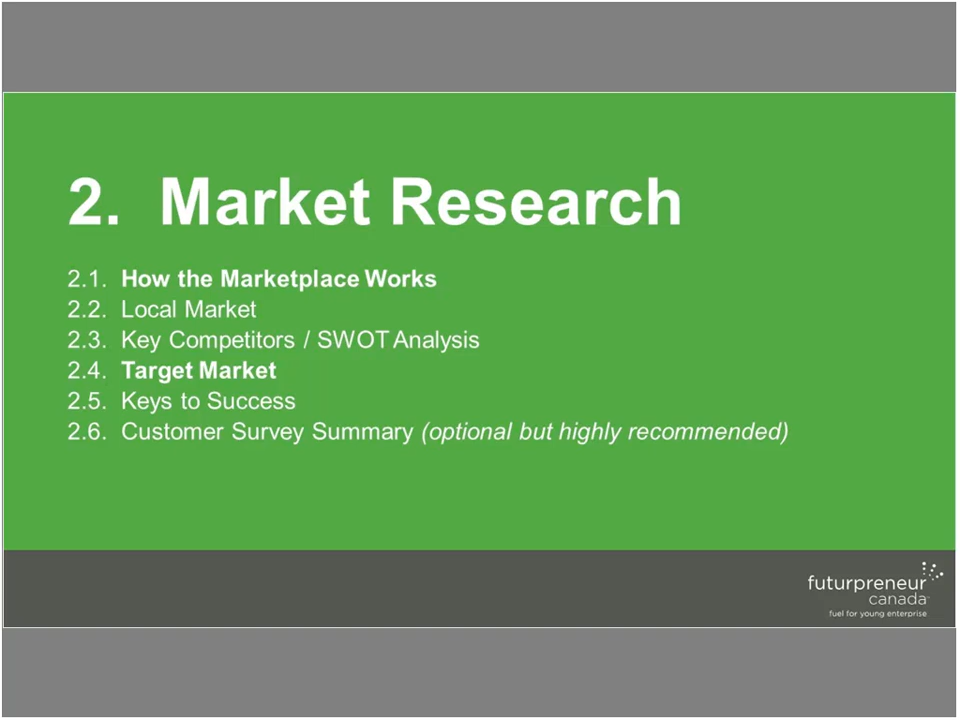 2. Market Research
2.1. How the Marketplace Works
2.2. Local Market
2.3. Key Competitors / SWOT Analysis
2.4. Target Market
2.5. Keys to Success
2.6. Customer Survey Summary (optional but highly recommended)
futurpreneur
canada
fuel for young enterprise